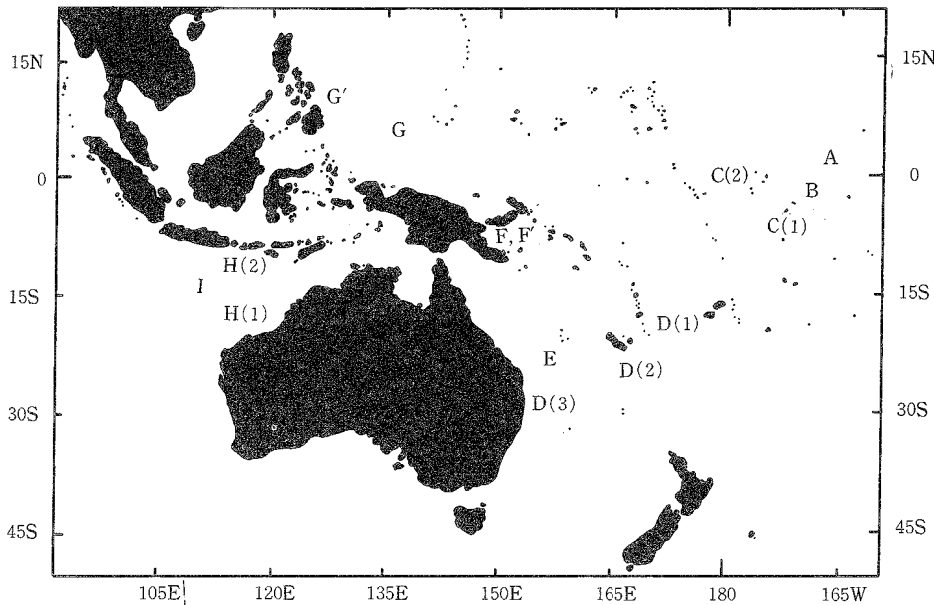 15N 15N
G′
G
A
0 C(2) 0
B
C(1)
F, F′
H(2)
I
15S 15S
H(1) D(1)
E
D(2)
D(3)
30S 30S
45S 45S
105E 120E 135E 150E 165E 180 165W